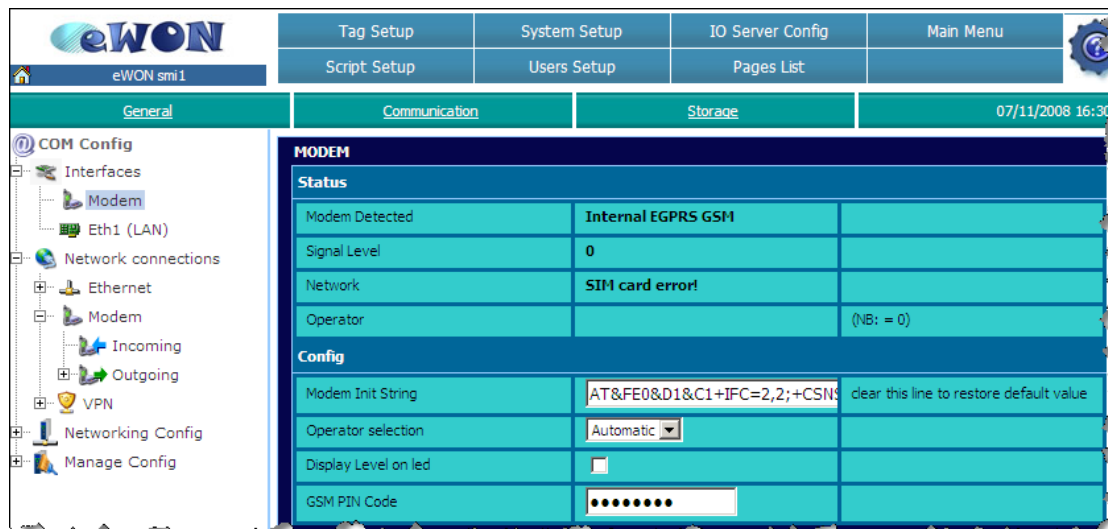 eWON
Tag Setup
System Setup
IO Server Config
Main Menu
eWON smi1
Script Setup
Users Setup
Pages List
General
Communication
Storage
07/11/2008 16:30
COM Config
Interfaces
Modem
Eth1 (LAN)
Network connections
Ethernet
Modem
Incoming
Outgoing
VPN
Networking Config
Manage Config
MODEM
Status
Modem Detected
Internal EGPRS GSM
Signal Level
0
Network
SIM card error!
Operator
(NB: = 0)
Config
Modem Init String
AT&FE0&D1&C1+IFC=2,2;+CSNS
clear this line to restore default value
Operator selection
Automatic
Display Level on led
GSM PIN Code
••••••••